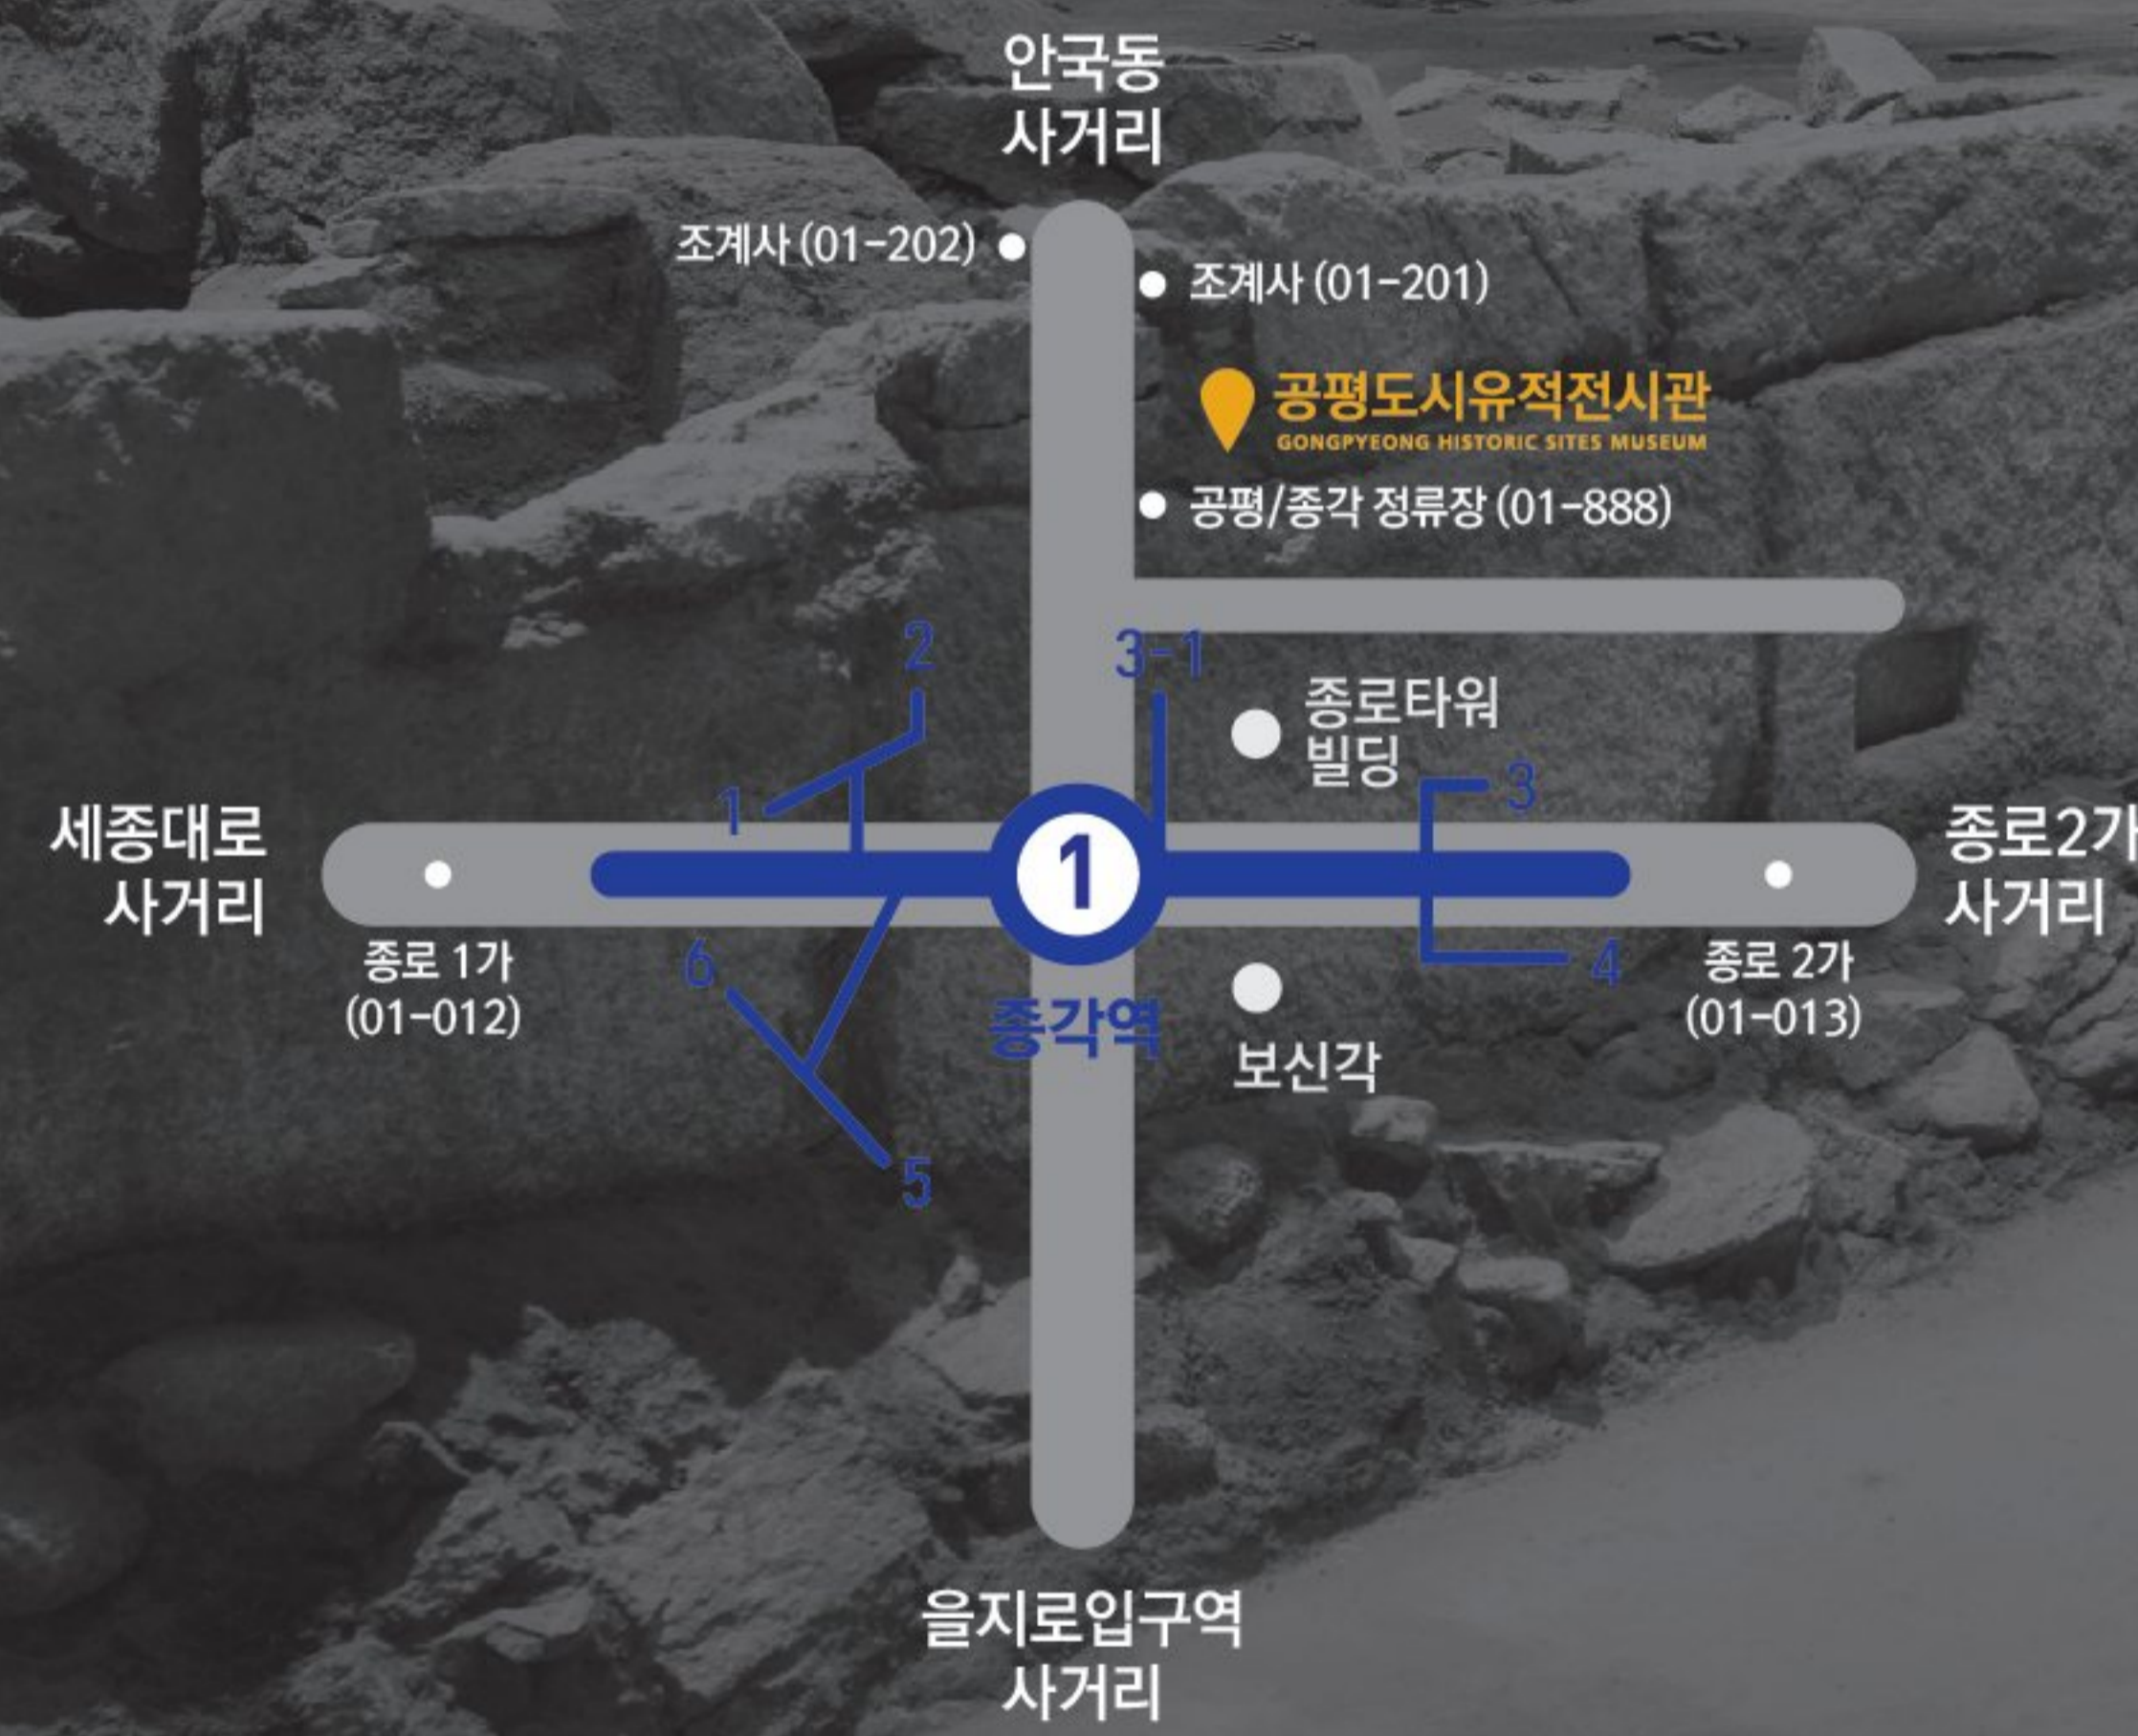 안국동
사거리
조계사 (01-202)
조계사 (01-201)
공평도시유적전시관
GONGPYEONG HISTORIC SITES MUSEUM
공평/종각 정류장 (01-888)
2
3-1
종로타워
빌딩
1
3
세종대로
사거리
1
종로2가
사거리
종로 1가
(01-012)
6
4
종로 2가
(01-013)
종각역
보신각
5
을지로입구역
사거리